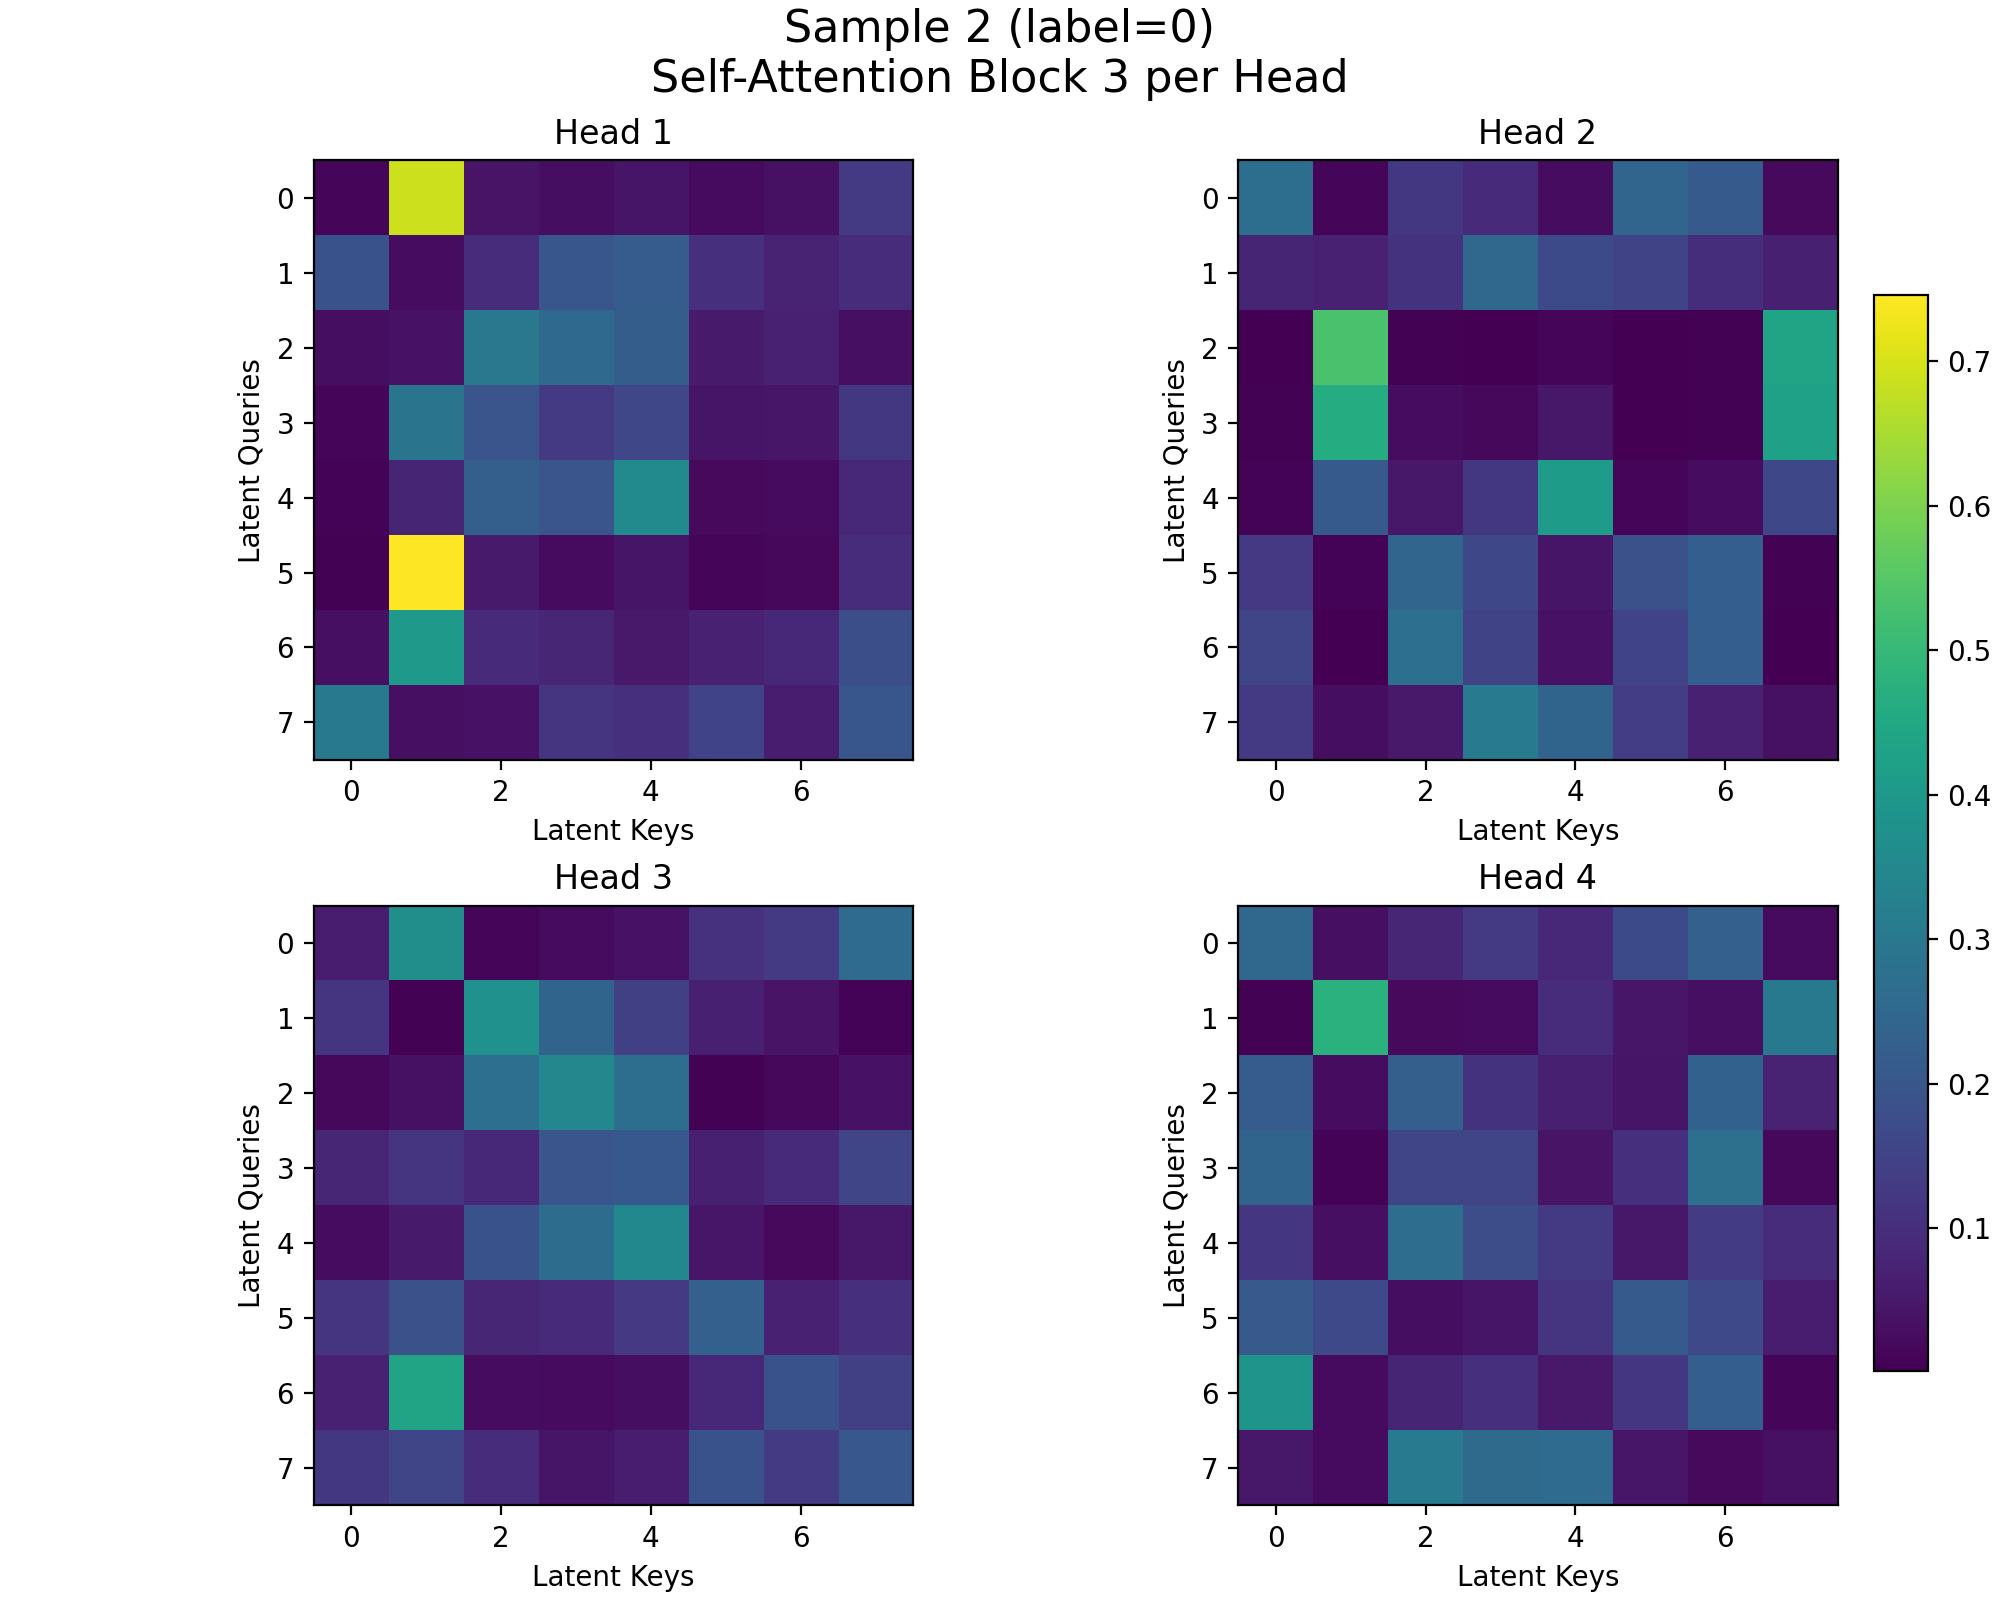 Sample 2 (label=0)
Self-Attention Block 3 per Head
Head 1
0
1
2
3
4
5
6
7
Latent Queries
0 2 4 6
Latent Keys
Head 2
0
1
2
3
4
5
6
7
Latent Queries
0 2 4 6
Latent Keys
Head 3
0
1
2
3
4
5
6
7
Latent Queries
0 2 4 6
Latent Keys
Head 4
0
1
2
3
4
5
6
7
Latent Queries
0 2 4 6
Latent Keys
0.7
0.6
0.5
0.4
0.3
0.2
0.1